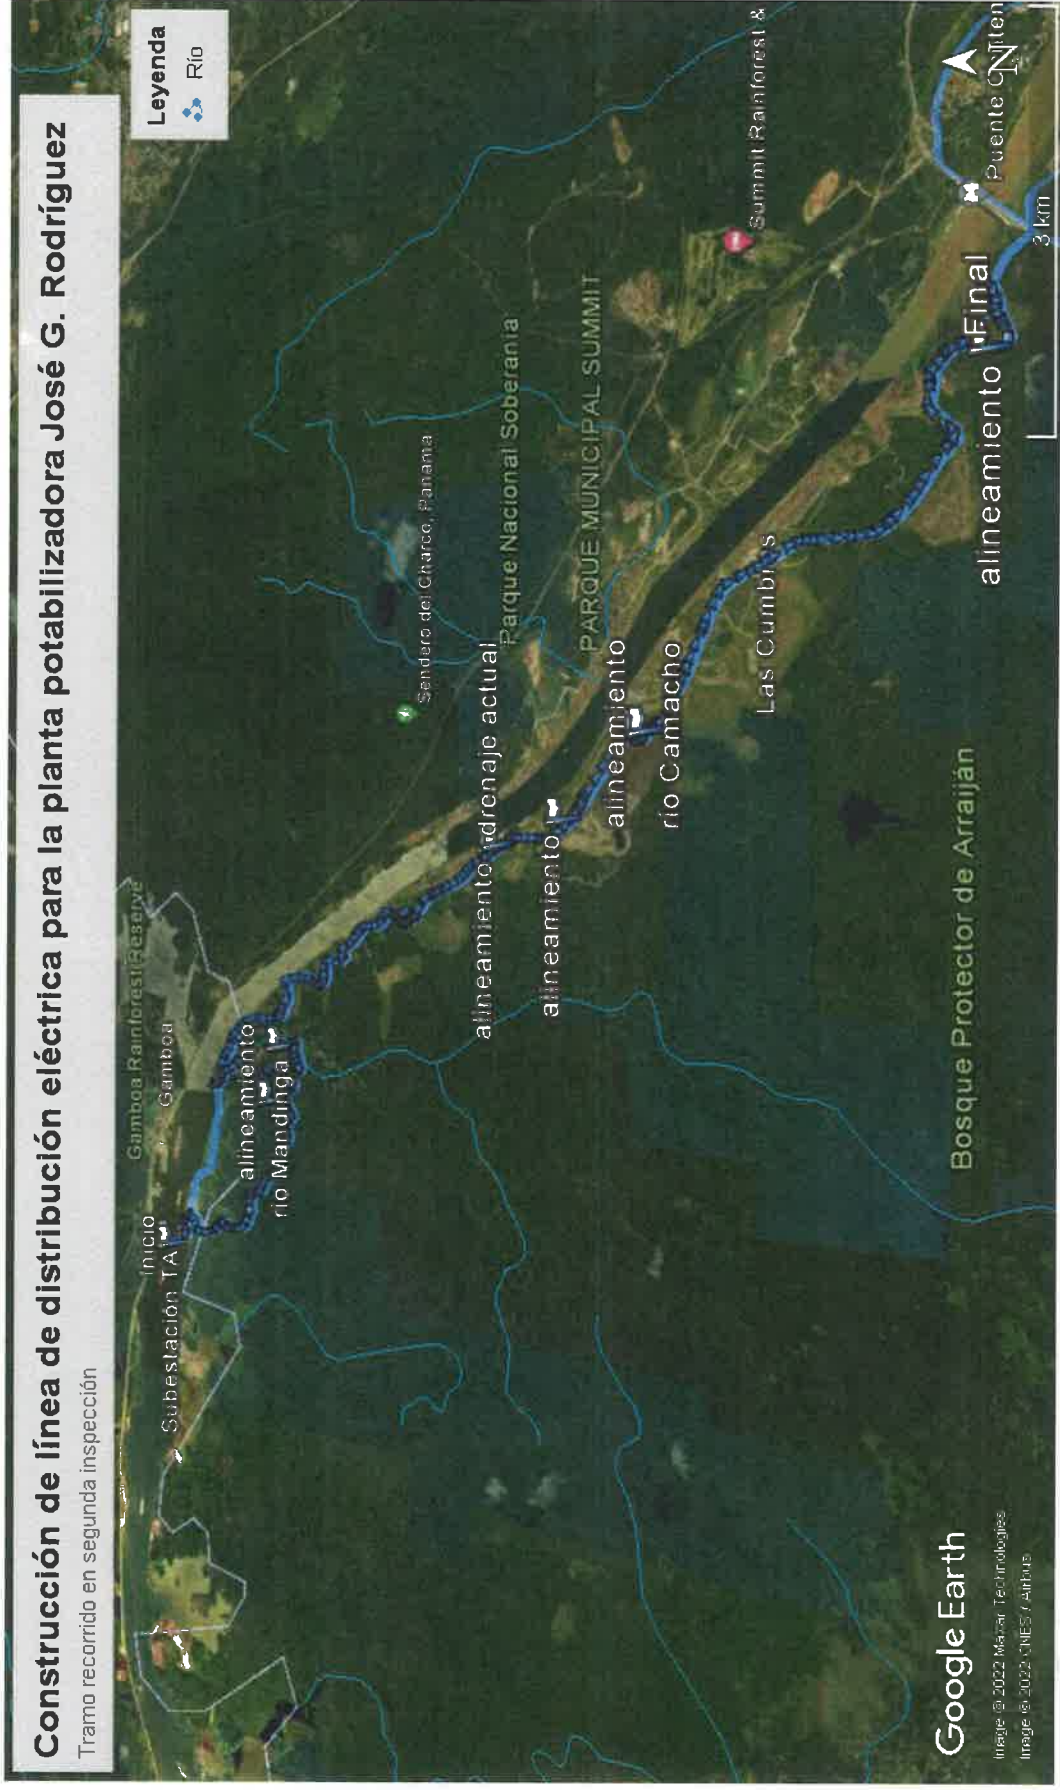 Construcción de línea de distribución eléctrica para la planta potabilizadora José G. Rodríguez
Tramo recorrido en segunda inspección
Leyenda
Río
Gamboa Rainforest Reserve
Gamboa
Inicio
Subestación TA
alineamiento
río Mandinga
Sendero del Charco, Panama
Parque Nacional Soberanía
PARQUE MUNICIPAL SUMMIT
Summit Rainforest &
alineamiento drenaje actual
alineamiento
alineamiento
río Camacho
Las Cumbres
Bosque Protector de Arraiján
alineamiento Final
Puente
N
3 km
Google Earth
Image © 2022 Maxar Technologies
Image © 2022 CNES / Airbus